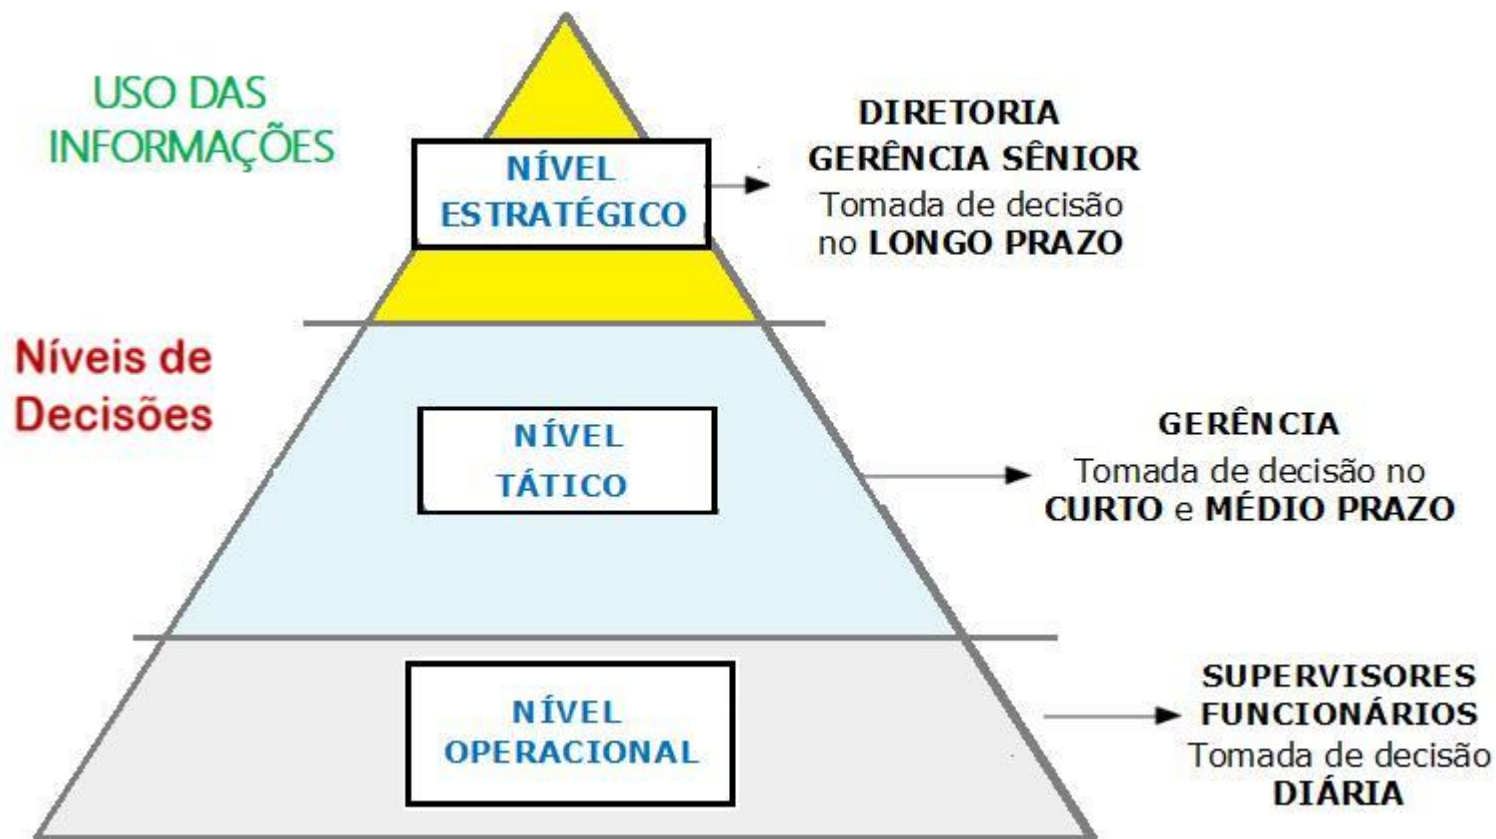 USO DAS
INFORMAÇÕES
NÍVEL
ESTRATÉGICO
DIRETORIA
GERÊNCIA SÊNIOR
Tomada de decisão
no LONGO PRAZO
Níveis de
Decisões
NÍVEL
TÁTICO
GERÊNCIA
Tomada de decisão no
CURTO e MÉDIO PRAZO
NÍVEL
OPERACIONAL
SUPERVISORES
FUNCIONÁRIOS
Tomada de decisão
DIÁRIA